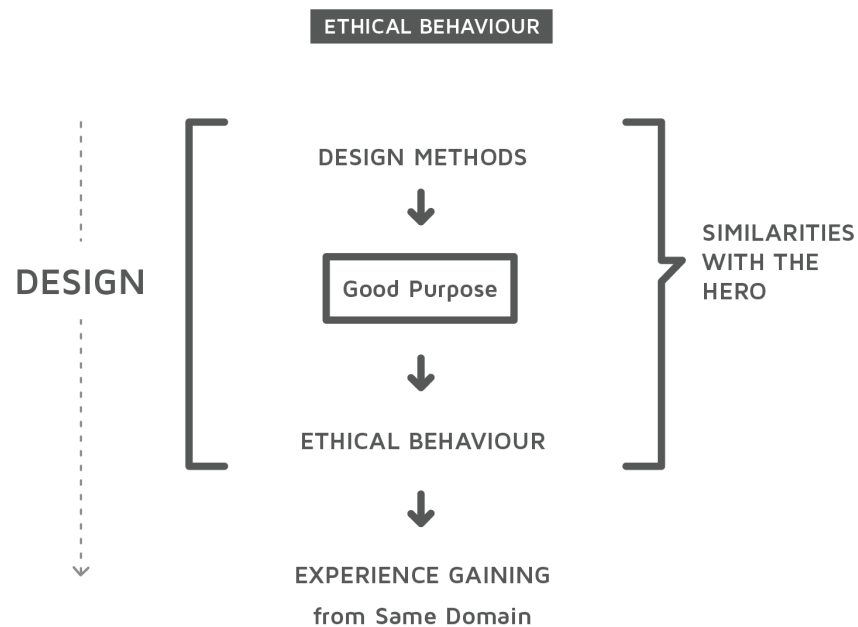 ETHICAL BEHAVIOUR
DESIGN METHODS
DESIGN
Good Purpose
SIMILARITIES
WITH THE
HERO
ETHICAL BEHAVIOUR
EXPERIENCE GAINING
from Same Domain